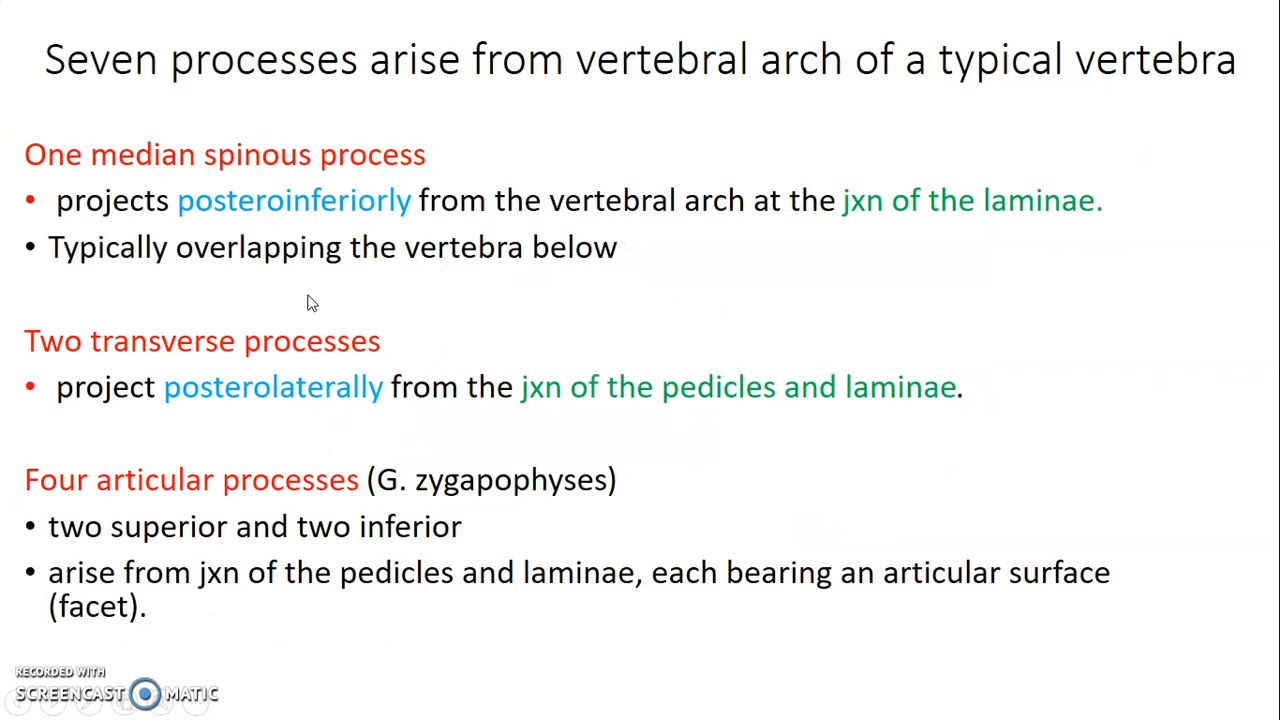 Seven processes arise from vertebral arch of a typical vertebra
One median spinous process
• projects posteroinferiorly from the vertebral arch at the jxn of the laminae.
• Typically overlapping the vertebra below
Two transverse processes
• project posterolaterally from the jxn of the pedicles and laminae.
Four articular processes (G. zygapophyses)
• two superior and two inferior
• arise from jxn of the pedicles and laminae, each bearing an articular surface
(facet).
RECORDED WITH
SCREENCAST MATIC